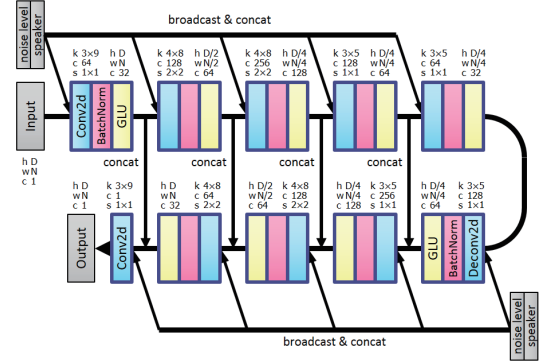 broadcast & concat
noise level
speaker
k 3×9 h D k 4×8 h D/2 k 4×8 h D/4 k 3×5 h D/4 k 3×5 h D/4
c 64 w N c 128 w N/2 c 256 w N/4 c 128 w N/4 c 64 w N/4
s 1×1 c 32 s 2×2 c 64 s 2×2 c 128 s 1×1 c 64 s 1×1 c 32
Input
Conv2d
BatchNorm
GLU
concat concat concat concat
h D
w N
c 1
h D k 3×9 h D k 4×8 h D/2 k 4×8 h D/4 k 3×5 h D/4 k 3×5
w N c 1 w N c 64 w N/2 c 128 w N/4 c 256 w N/4 c 128
c 1 s 1×1 c 32 s 2×2 c 64 s 2×2 c 128 s 1×1 c 64 s 1×1
Output
Conv2d
GLU
BatchNorm
Deconv2d
broadcast & concat
noise level
speaker